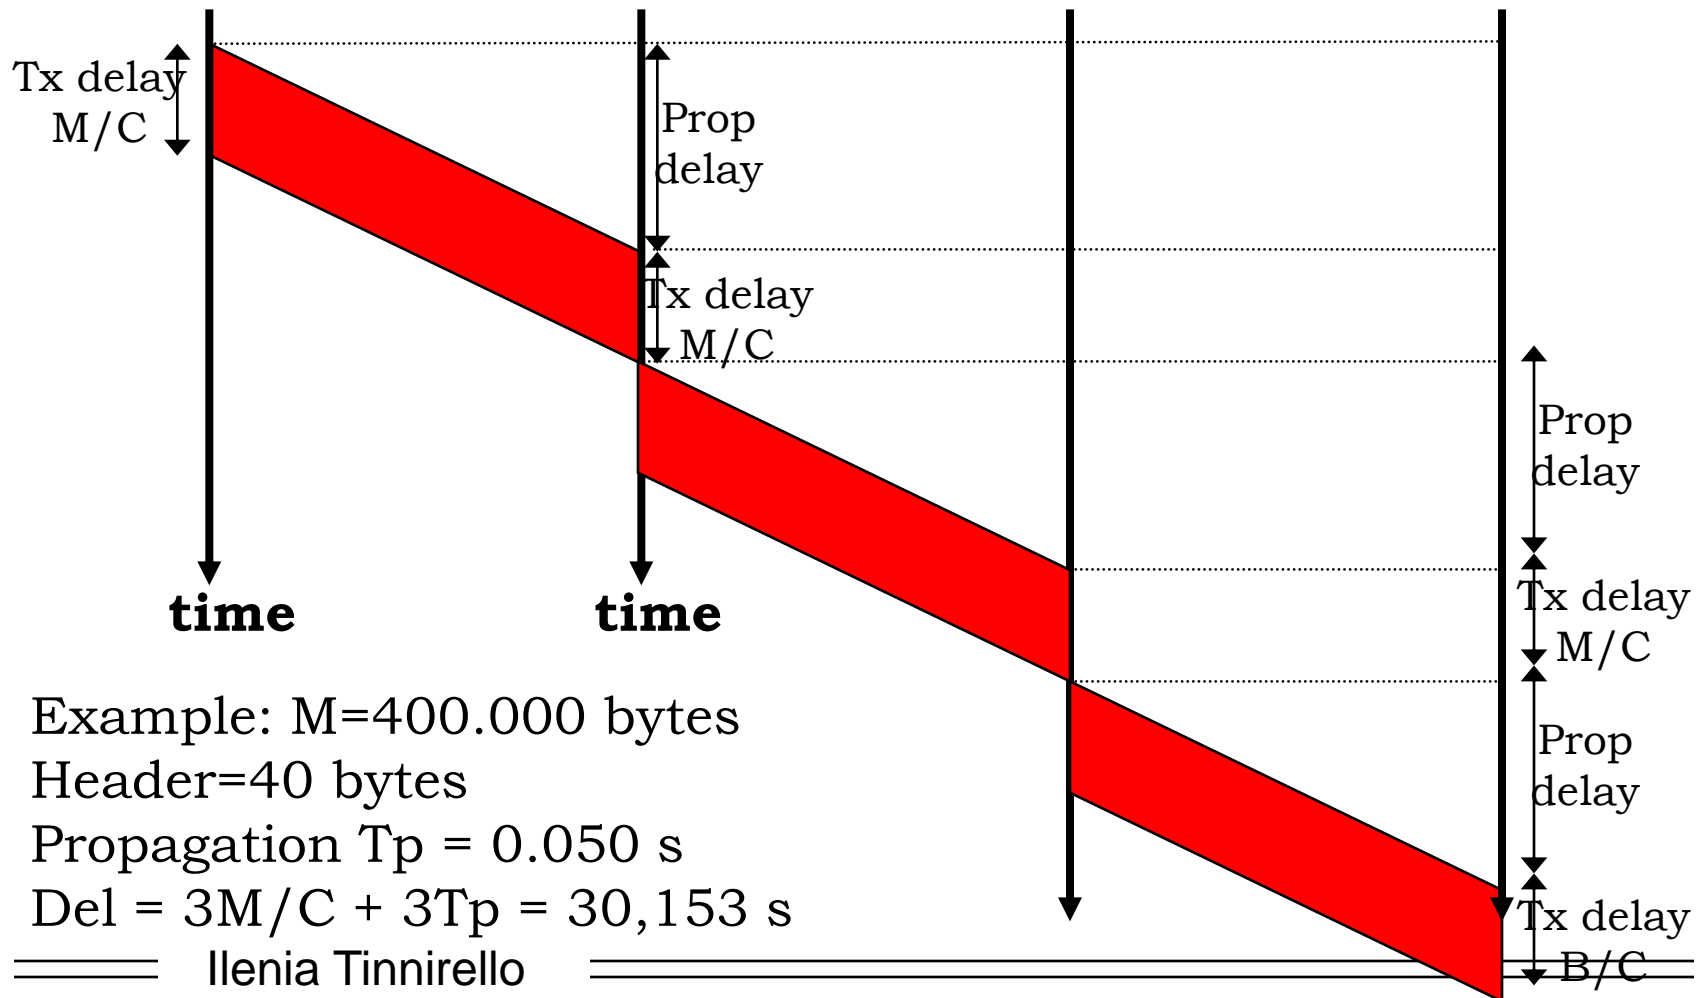 Tx delay
M/C
Prop
delay
Tx delay
M/C
Prop
delay
Tx delay
M/C
Prop
delay
Tx delay
B/C
time
time
Example: M=400.000 bytes
Header=40 bytes
Propagation Tp = 0.050 s
Del = 3M/C + 3Tp = 30,153 s
Ilenia Tinnirello